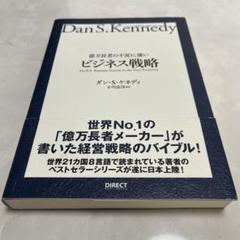 Dan S. Kennedy
億万長者の不況に強い
ビジネス戦略
ダン・S・ケネディ
世界No.1の
「億万長者メーカー」が
書いた経営戦略のバイブル!
世界21カ国8言語で読まれている著者の
ベストセラーシリーズが遂に日本上陸!
DIRECT